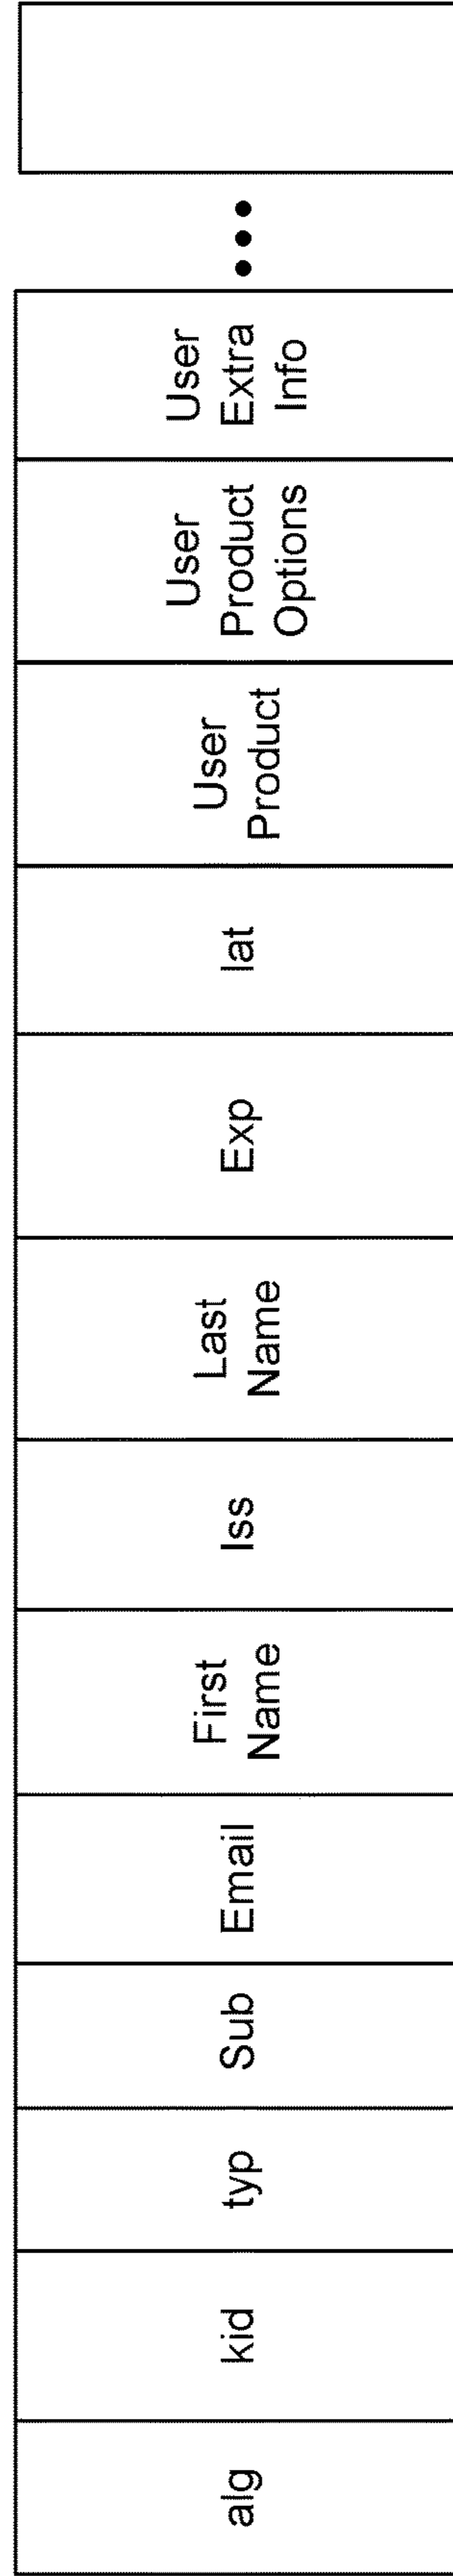 alg
kid
typ
Sub
Email
First
Name
Iss
Last
Name
Exp
Iat
User
Product
User
Product
Options
User
Extra
Info